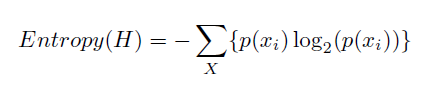 Entropy(H) = −∑_X {p(x_i) log_2(p(x_i))}